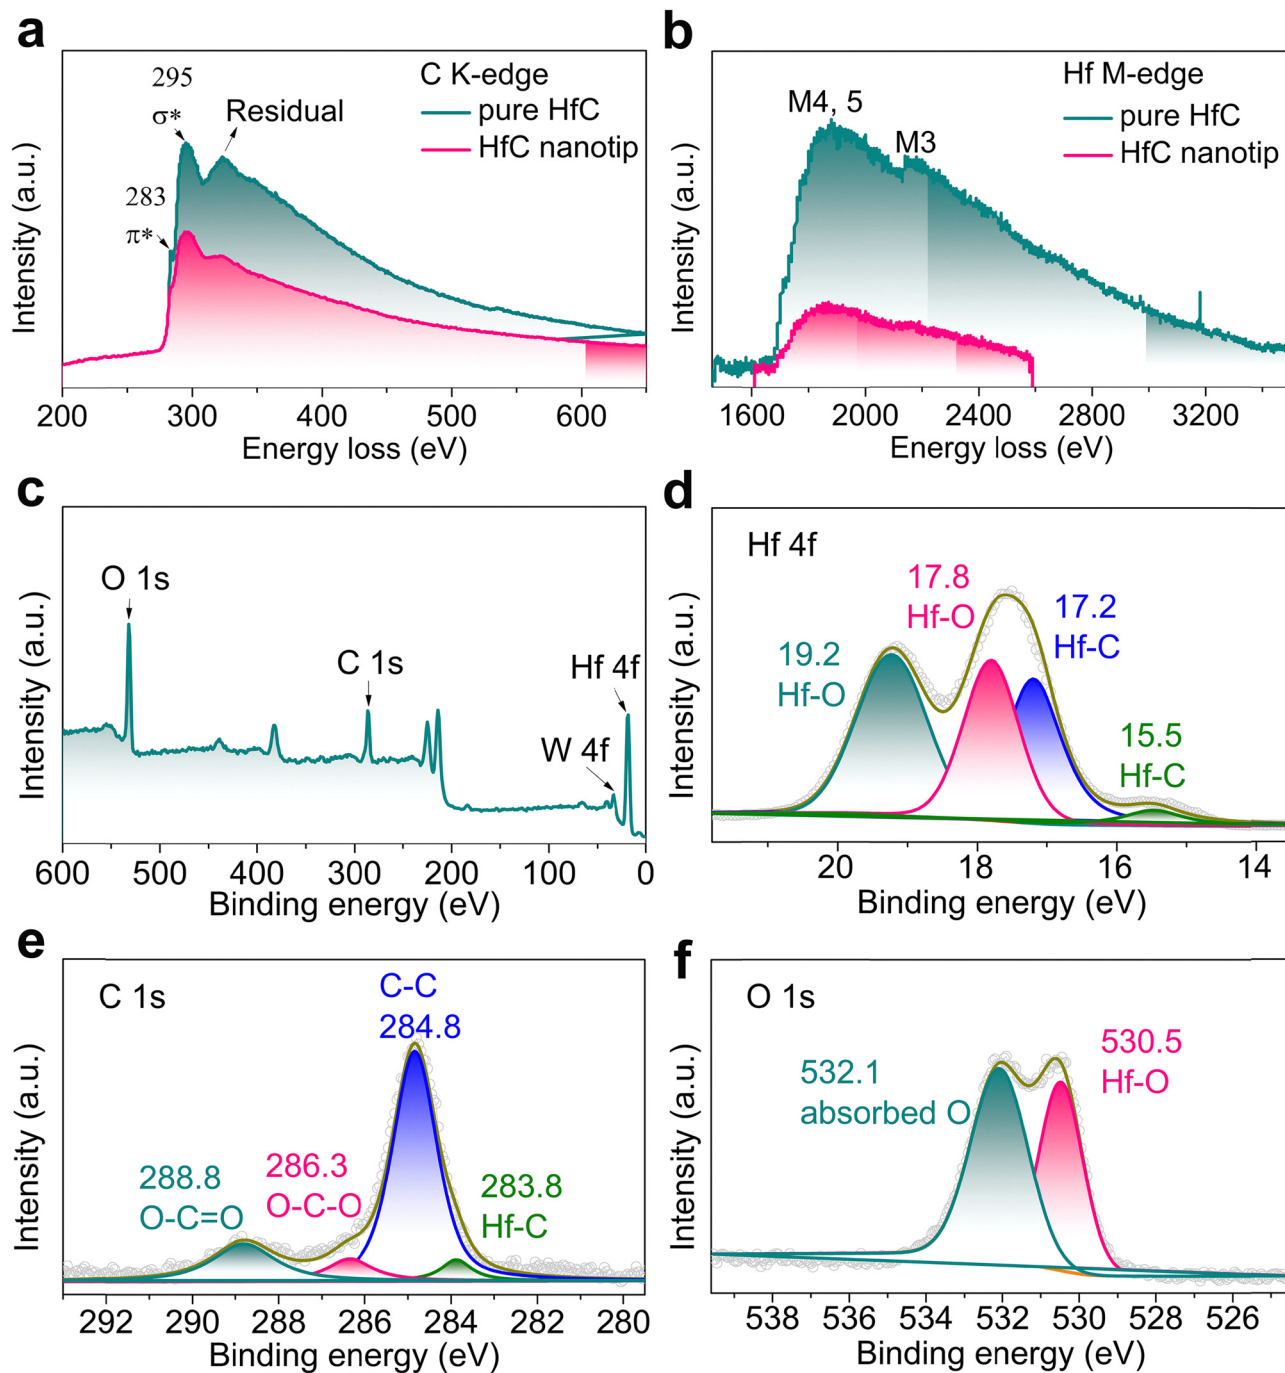 a
295
σ*
Residual
283
π*
C K-edge
pure HfC
HfC nanotip
Intensity (a.u.)
200 300 400 500 600
Energy loss (eV)
b
Hf M-edge
M4, 5
M3
pure HfC
HfC nanotip
Intensity (a.u.)
1600 2000 2400 2800 3200
Energy loss (eV)
c
O 1s
C 1s
Hf 4f
W 4f
Intensity (a.u.)
600 500 400 300 200 100 0
Binding energy (eV)
d
Hf 4f
17.8
Hf-O
17.2
Hf-C
19.2
Hf-O
15.5
Hf-C
Intensity (a.u.)
20 18 16 14
Binding energy (eV)
e
C 1s
C-C
284.8
288.8
O-C=O
286.3
O-C-O
283.8
Hf-C
Intensity (a.u.)
292 290 288 286 284 282 280
Binding energy (eV)
f
O 1s
532.1
absorbed O
530.5
Hf-O
Intensity (a.u.)
538 536 534 532 530 528 526
Binding energy (eV)